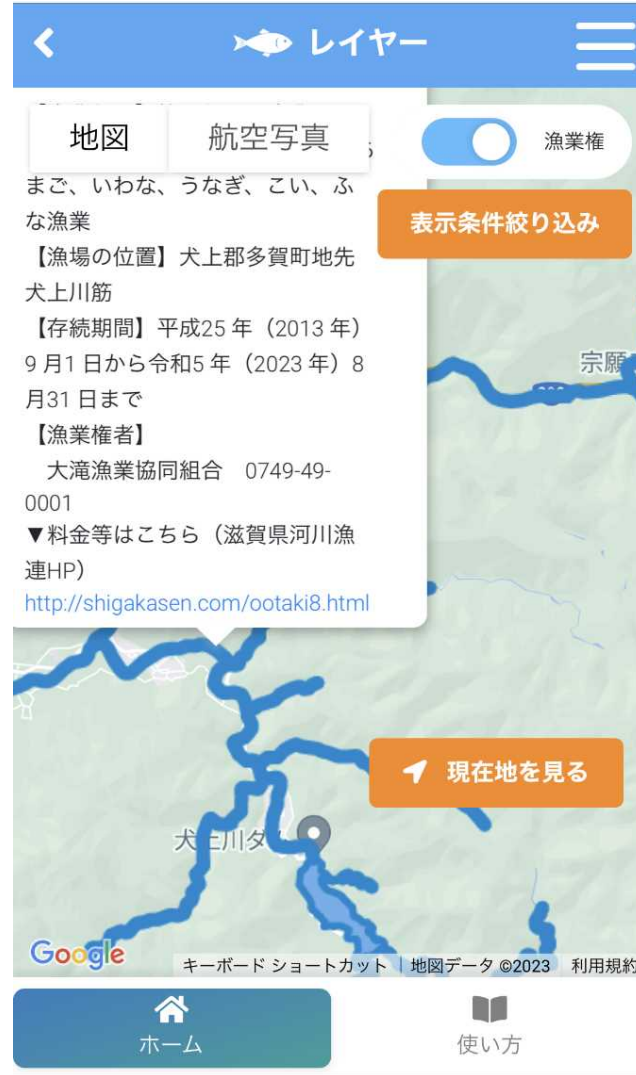 レイヤー
地図
航空写真
漁業権
まご、いわな、うなぎ、こい、ふ
な漁業
表示条件絞り込み
【漁場の位置】犬上郡多賀町地先
犬上川筋
【存続期間】平成25 年（2013 年）
9 月1 日から令和5 年（2023 年）8
月31 日まで
【漁業権者】
大滝漁業協同組合　0749-49-
0001
▼料金等はこちら（滋賀県河川漁
連HP）
http://shigakasen.com/ootaki8.html
宗願
現在地を見る
犬上川ダ
Google
キーボード ショートカット
地図データ ©2023
利用規約
ホーム
使い方